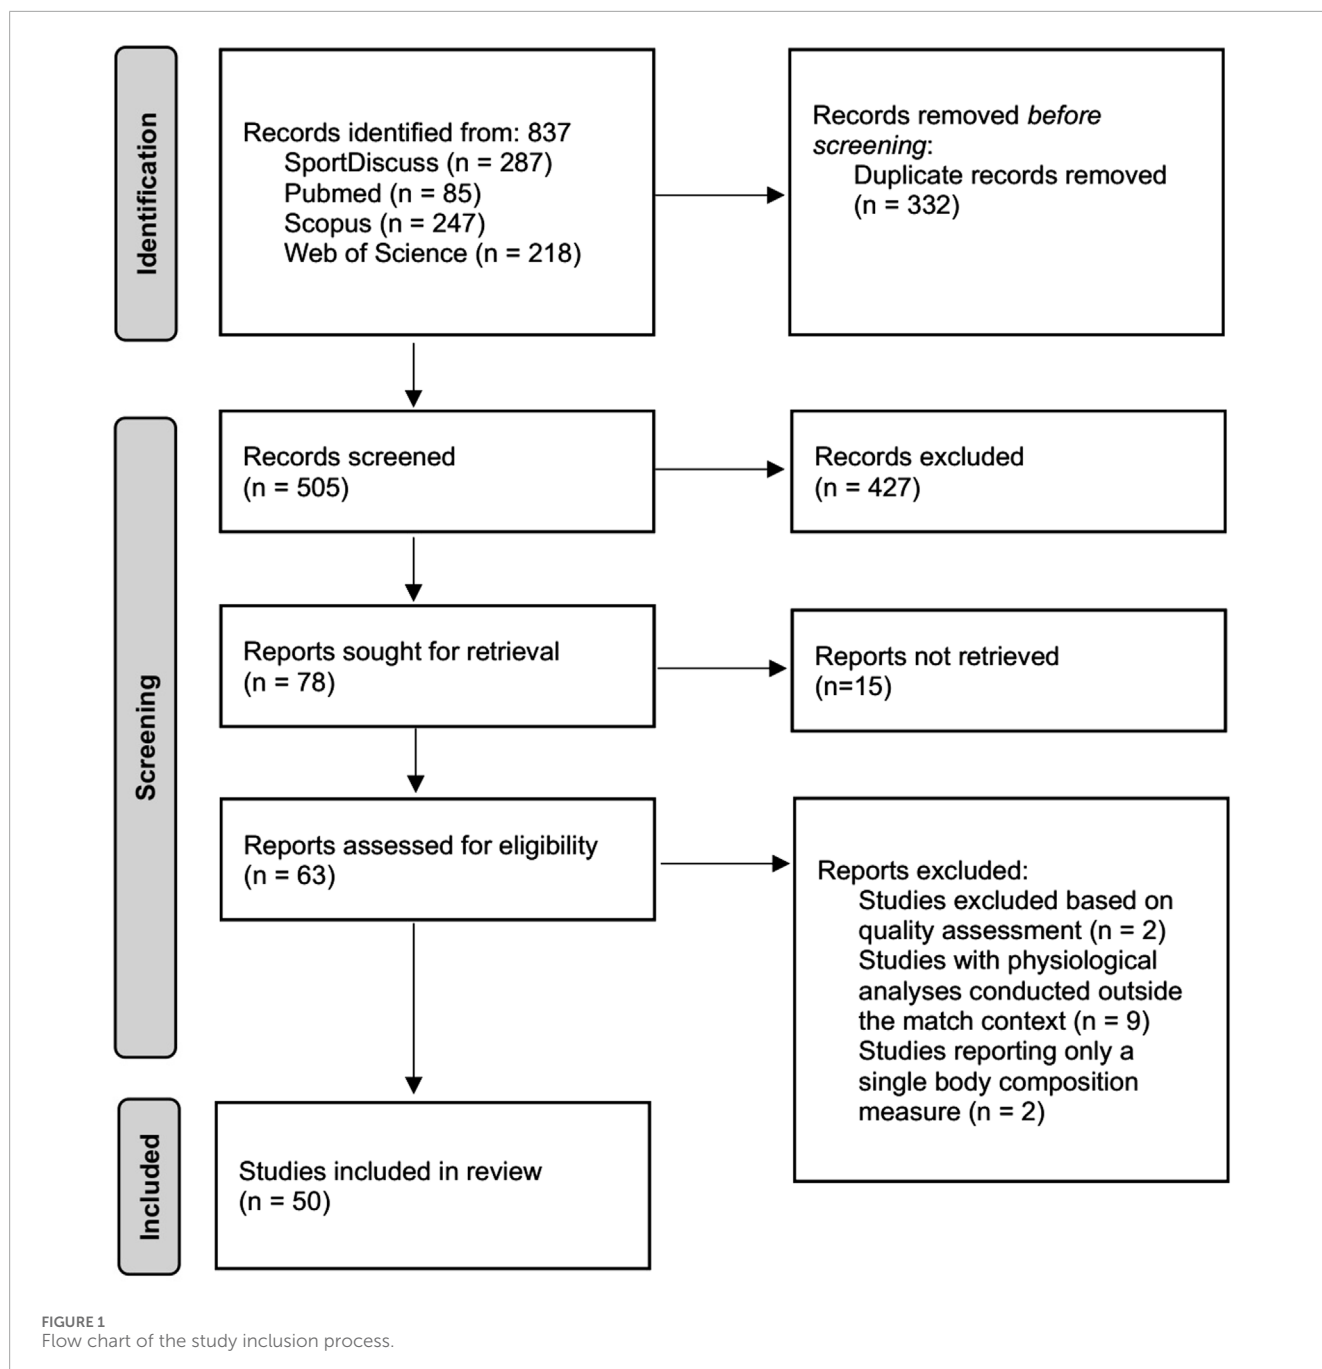 Identification
Records identified from: 837
SportDiscuss (n = 287)
Pubmed (n = 85)
Scopus (n = 247)
Web of Science (n = 218)
Records removed before
screening:
Duplicate records removed
(n = 332)
Screening
Records screened
(n = 505)
Records excluded
(n = 427)
Reports sought for retrieval
(n = 78)
Reports not retrieved
(n=15)
Reports assessed for eligibility
(n = 63)
Reports excluded:
Studies excluded based on
quality assessment (n = 2)
Studies with physiological
analyses conducted outside
the match context (n = 9)
Studies reporting only a
single body composition
measure (n = 2)
Included
Studies included in review
(n = 50)
FIGURE 1
Flow chart of the study inclusion process.